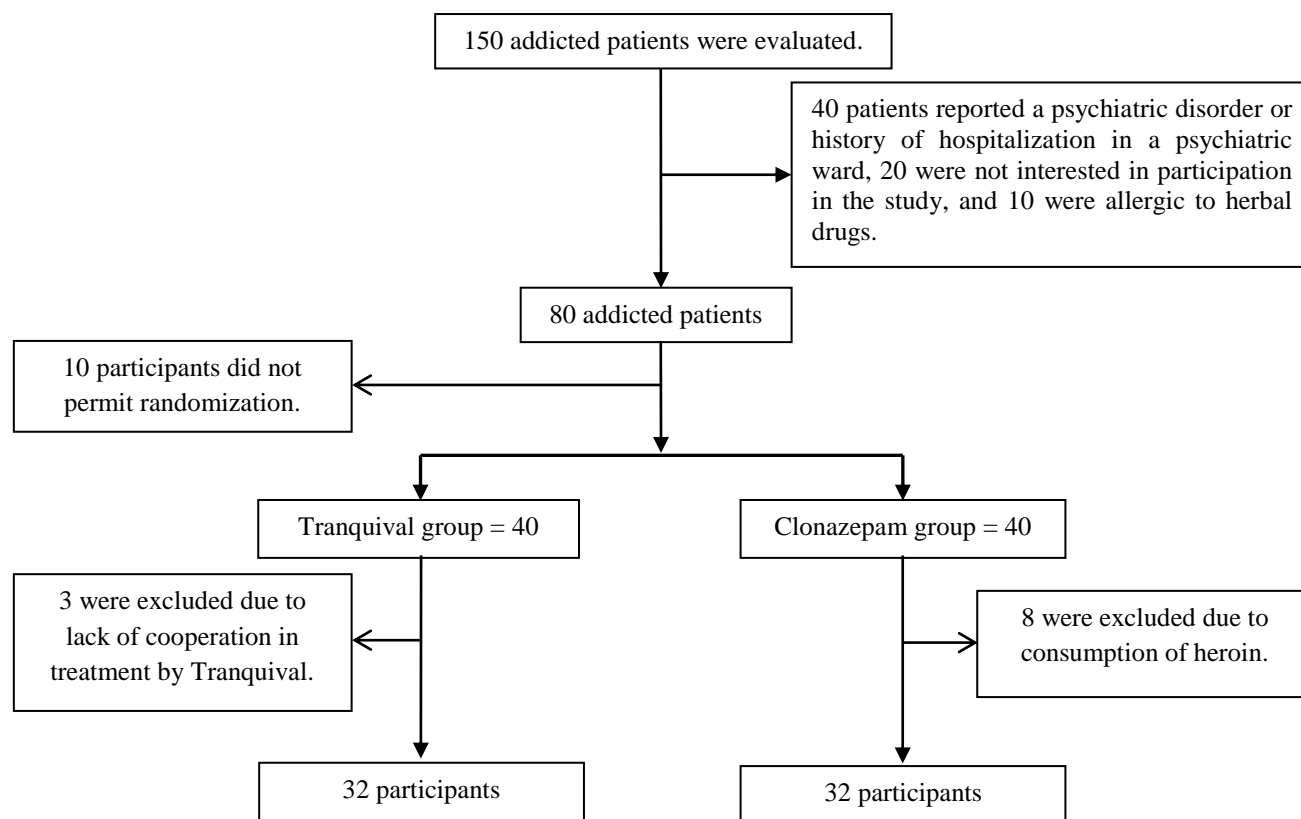 150 addicted patients were evaluated.
40 patients reported a psychiatric disorder or
history of hospitalization in a psychiatric
ward, 20 were not interested in participation
in the study, and 10 were allergic to herbal
drugs.
80 addicted patients
10 participants did not
permit randomization.
Tranquival group = 40
Clonazepam group = 40
3 were excluded due to
lack of cooperation in
treatment by Tranquival.
8 were excluded due to
consumption of heroin.
32 participants
32 participants